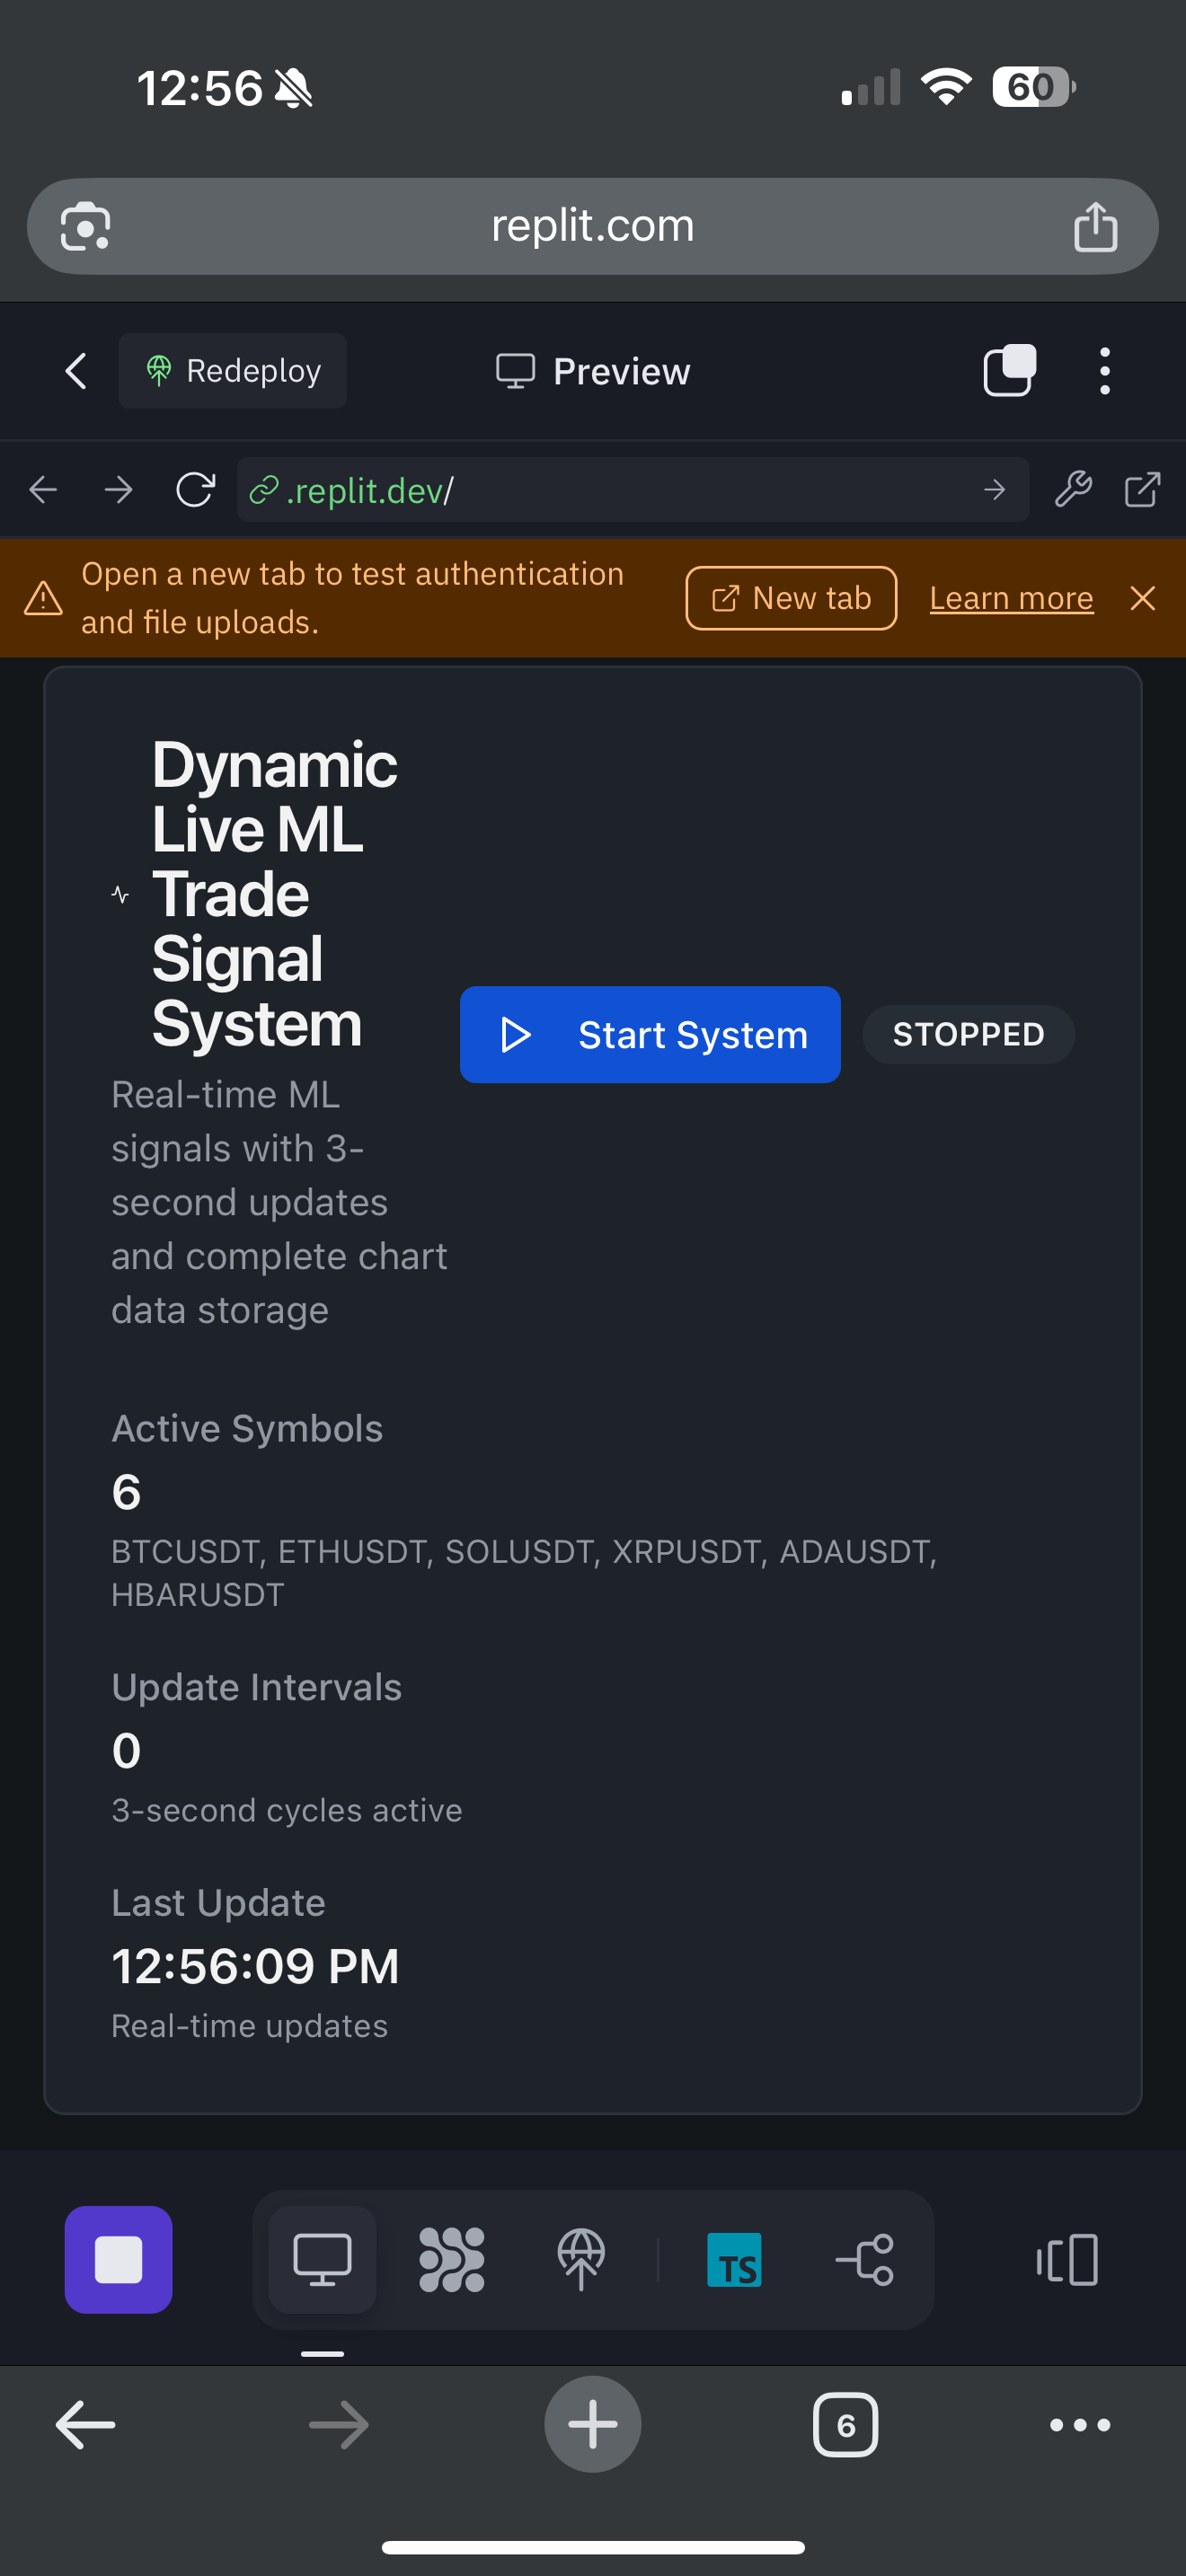 12:56
60
replit.com
Redeploy
Preview
.replit.dev/
Open a new tab to test authentication
and file uploads.
New tab
Learn more
Dynamic
Live ML
Trade
Signal
System
Start System
STOPPED
Real-time ML
signals with 3-
second updates
and complete chart
data storage
Active Symbols
6
BTCUSDT, ETHUSDT, SOLUSDT, XRPUSDT, ADAUSDT,
HBARUSDT
Update Intervals
0
3-second cycles active
Last Update
12:56:09 PM
Real-time updates
TS
6